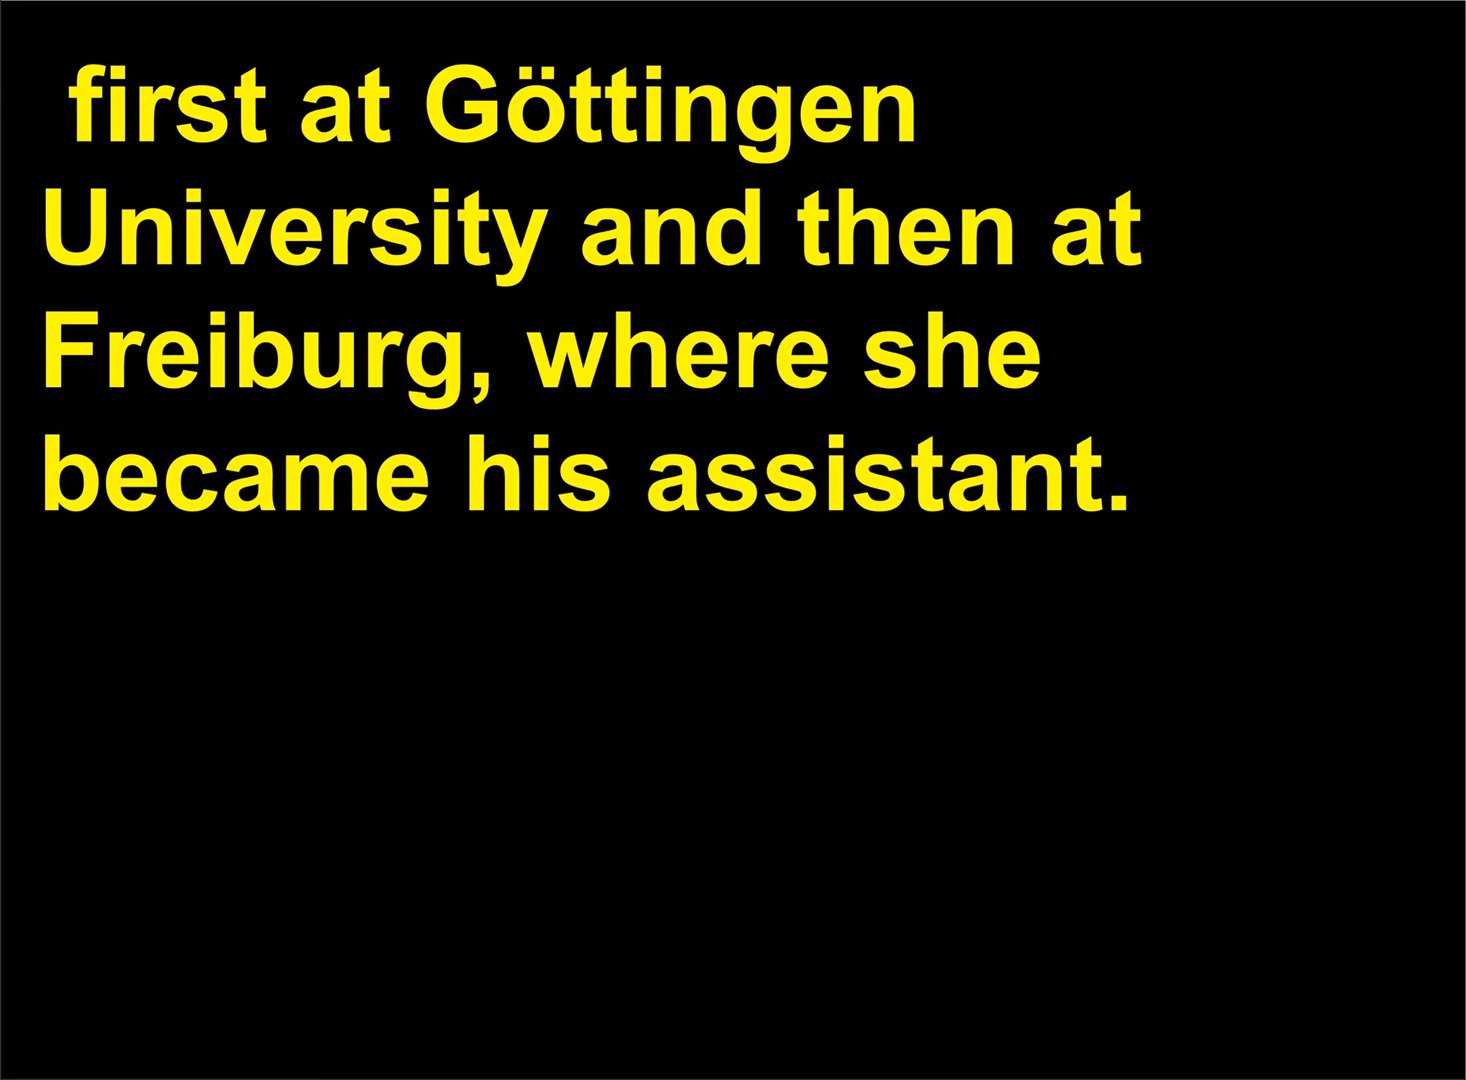 first at Göttingen
University and then at
Freiburg, where she
became his assistant.